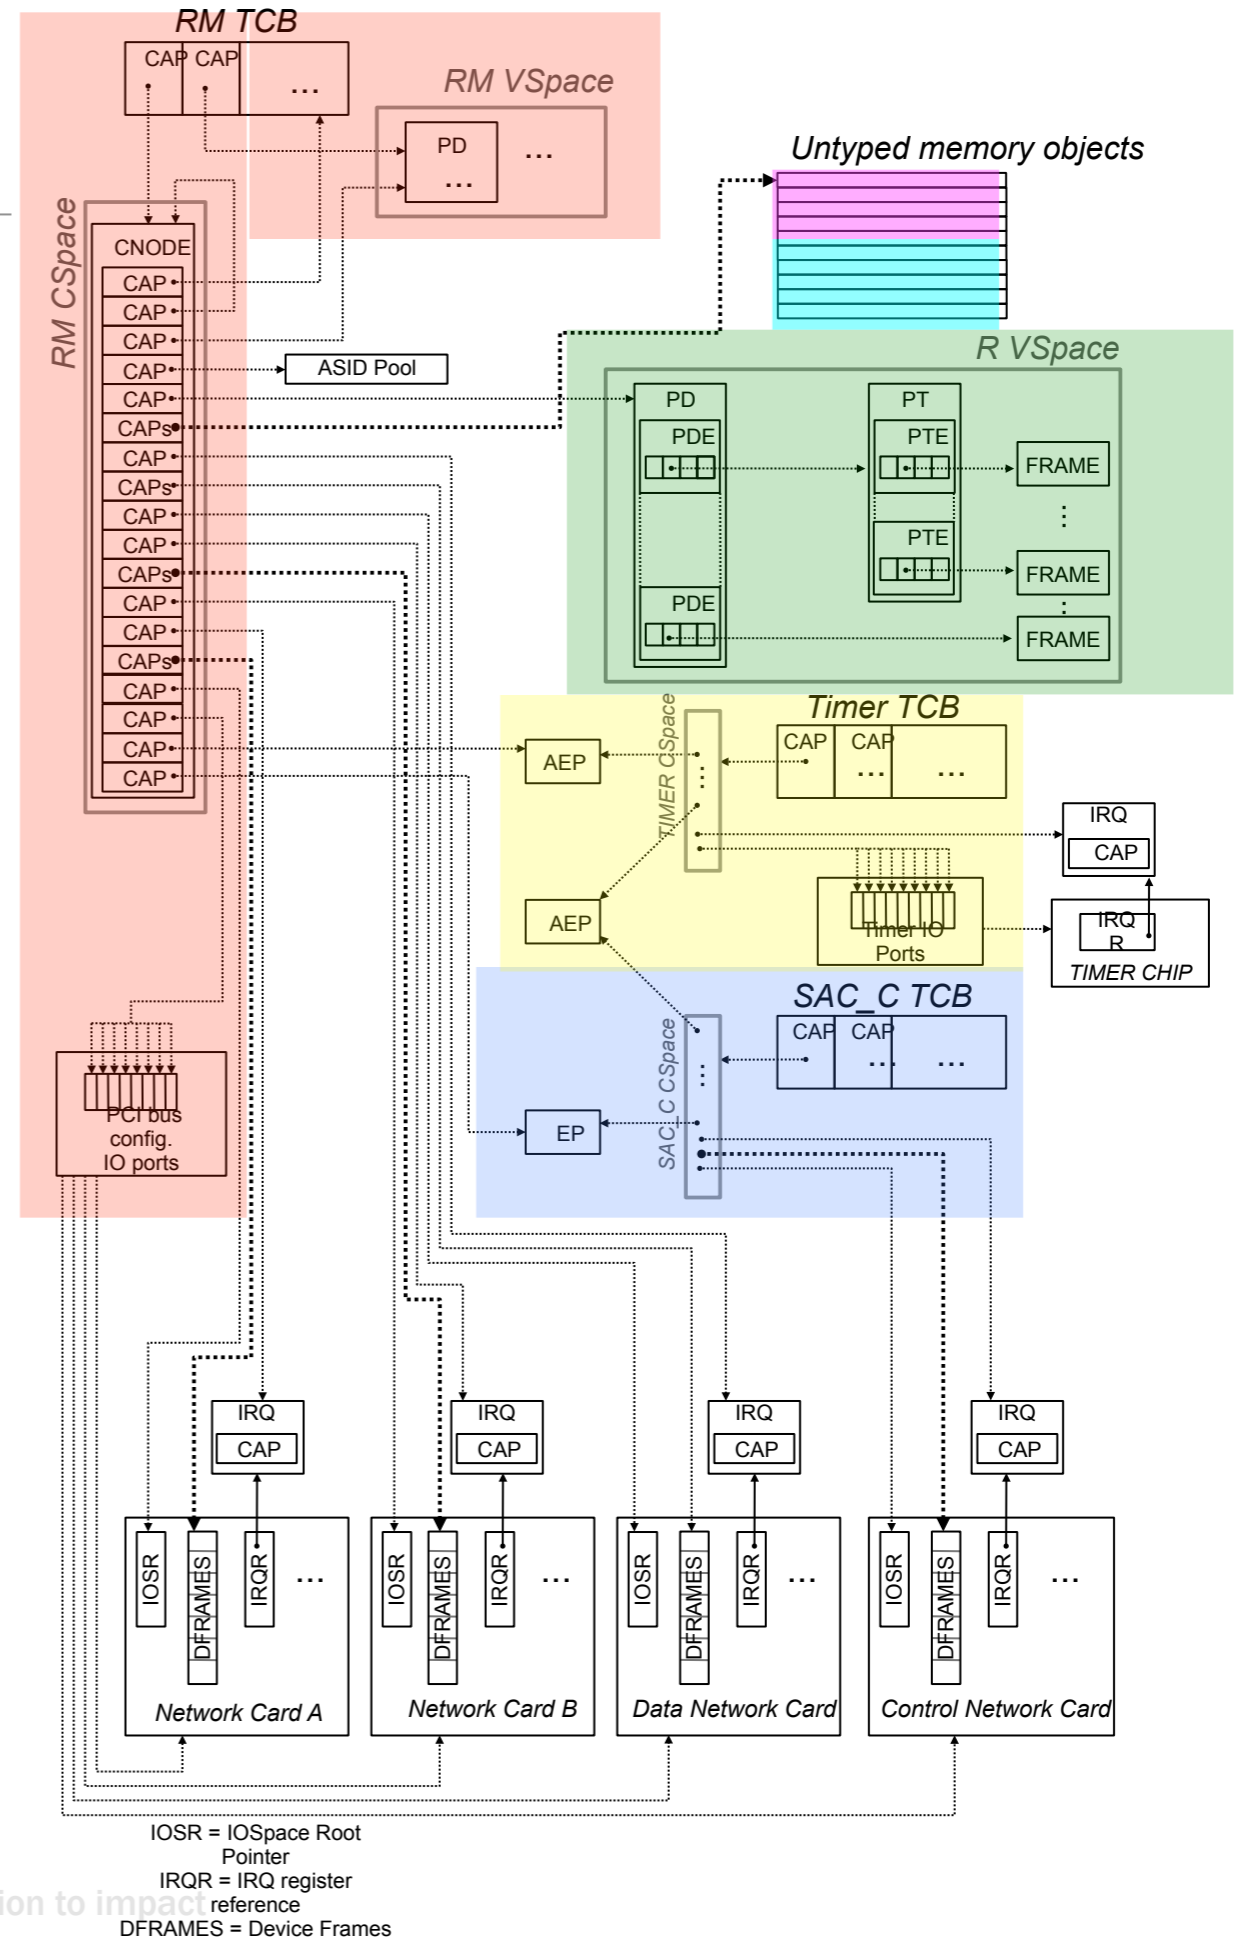 RM TCB
CAP CAP
...
RM VSpace
PD
...
...
Untyped memory objects
RM CSpace
CNODE
CAP
CAP
CAP
CAP
CAP
CAPs
CAP
CAPs
CAP
CAP
CAPs
CAP
CAP
CAPs
CAP
CAP
CAP
CAP
ASID Pool
R VSpace
PD
PT
PDE
PTE
FRAME
PTE
FRAME
PDE
FRAME
Timer TCB
TIMER CSpace
AEP
CAP CAP
...
...
IRQ
CAP
AEP
Timer IO
Ports
IRQ
R
TIMER CHIP
SAC_C TCB
SAC_C CSpace
CAP CAP
...
...
EP
PCI bus
config.
IO ports
IRQ
CAP
IRQ
CAP
IRQ
CAP
IRQ
CAP
IOSR
DFRAMES
IRQR
...
Network Card A
IOSR
DFRAMES
IRQR
...
Network Card B
IOSR
DFRAMES
IRQR
...
Data Network Card
IOSR
DFRAMES
IRQR
...
Control Network Card
IOSR = IOSpace Root
Pointer
IRQR = IRQ register
reference
DFRAMES = Device Frames
ion to impact